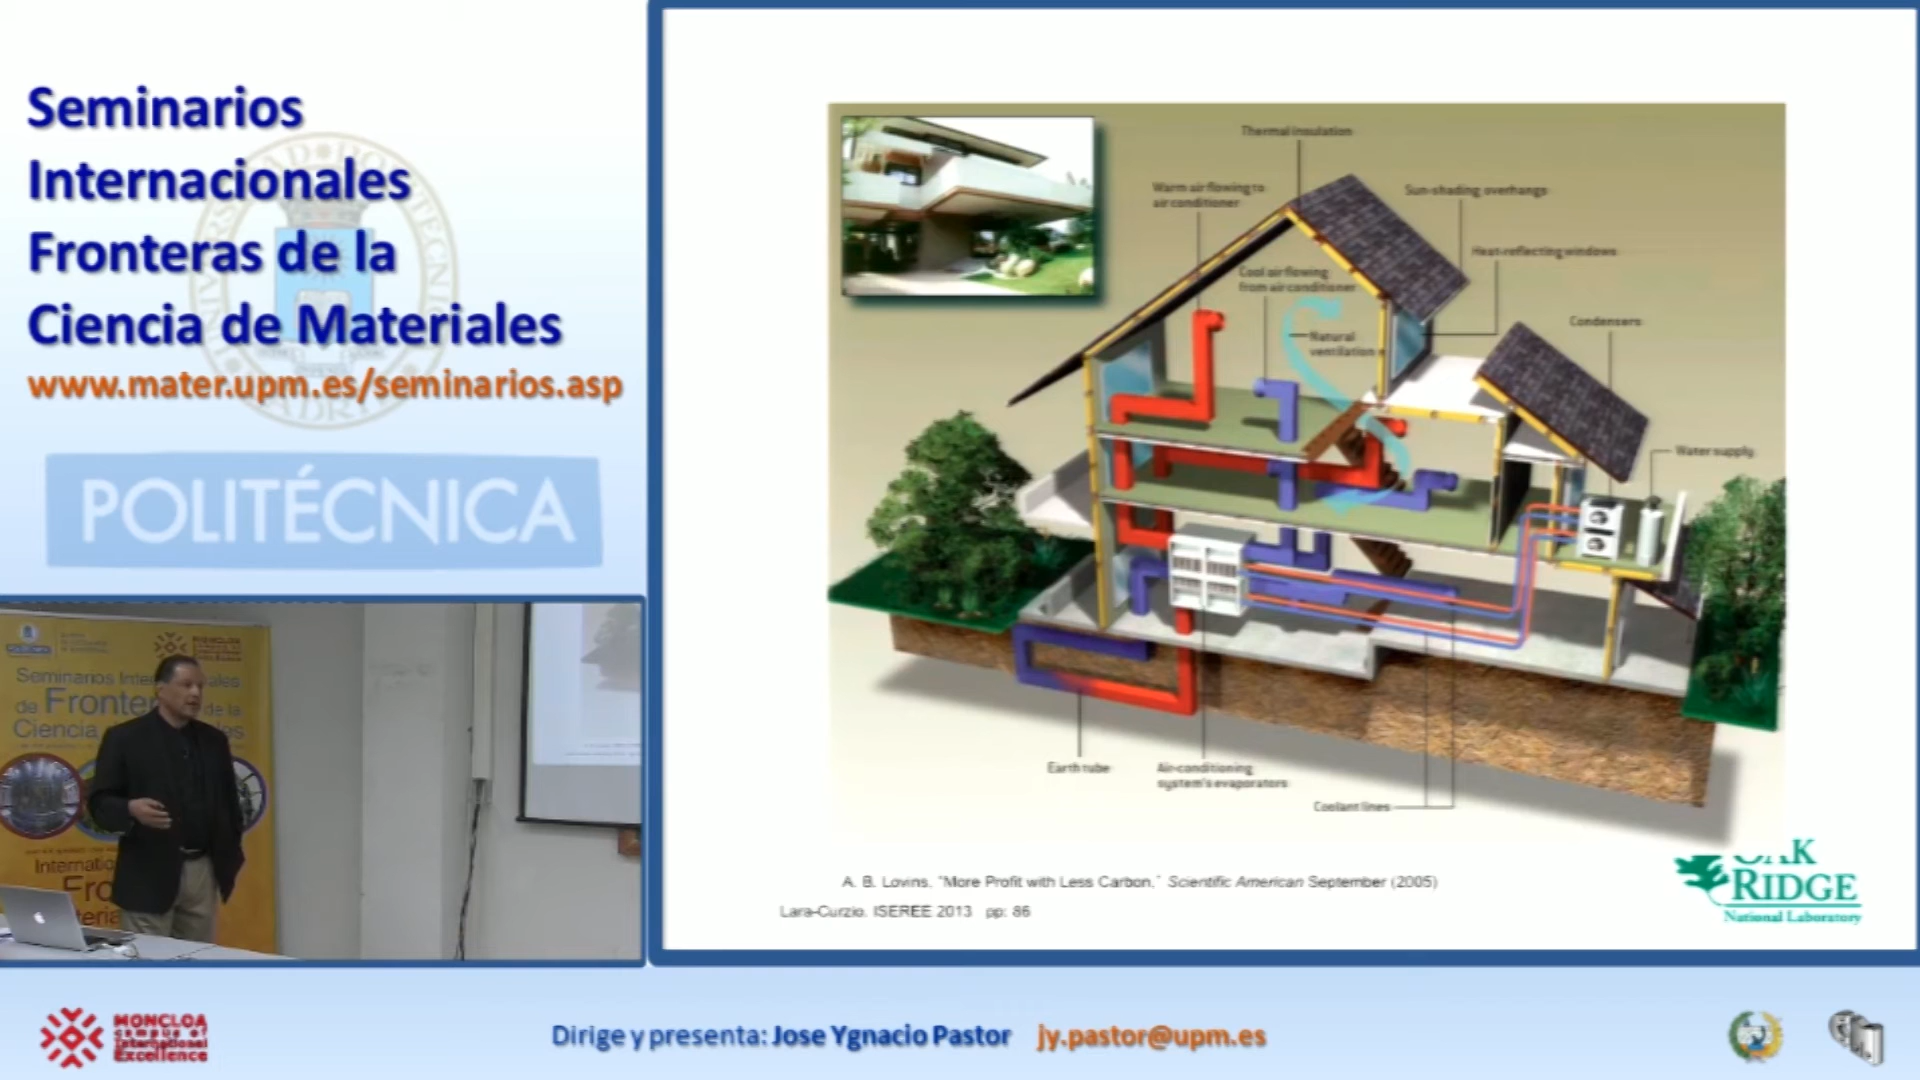 Seminarios
Internacionales
Fronteras de la
Ciencia de Materiales
www.mater.upm.es/seminarios.asp
POLITÉCNICA
Seminarios
de la
Ciencia
Internatio
Thermal insulation
Warm air flowing to
air conditioner
Sun-shading overhangs
Heat-reflecting windows
Cool air flowing
from air conditioner
Natural
ventilation
Condensers
Water supply
Earth tube
Air-conditioning
system's evaporators
Coolant lines
A. B. Lovins, "More Profit with Less Carbon," Scientific American September (2005)
Lara-Curzio, ISEREE 2013 pp: 86
OAK
RIDGE
National Laboratory
MONCLOA
campus of
International
Excellence
Dirige y presenta: Jose Ygnacio Pastor jy.pastor@upm.es